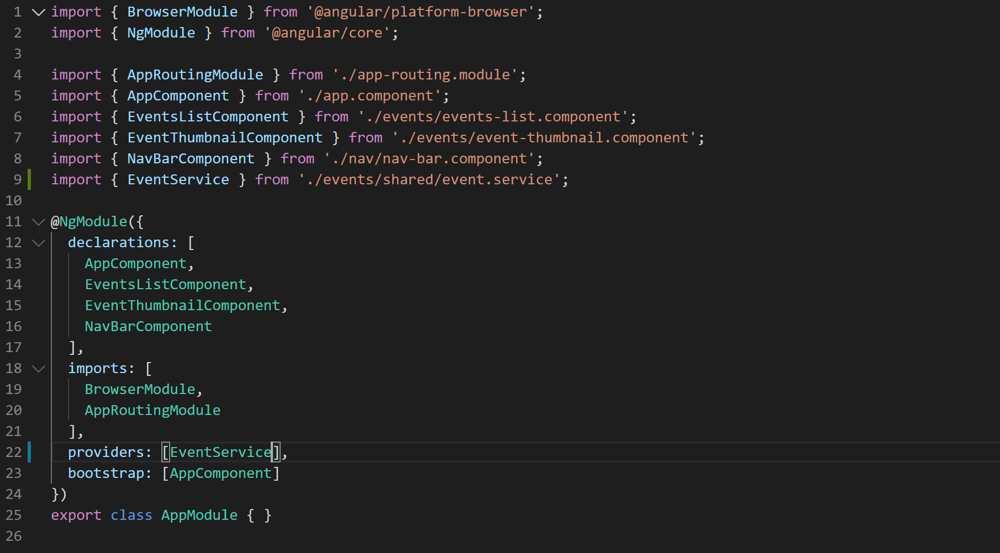 1 import { BrowserModule } from '@angular/platform-browser';
2 import { NgModule } from '@angular/core';
3
4 import { AppRoutingModule } from './app-routing.module';
5 import { AppComponent } from './app.component';
6 import { EventsListComponent } from './events/events-list.component';
7 import { EventThumbnailComponent } from './events/event-thumbnail.component';
8 import { NavBarComponent } from './nav/nav-bar.component';
9 import { EventService } from './events/shared/event.service';
10
11 @NgModule({
12   declarations: [
13     AppComponent,
14     EventsListComponent,
15     EventThumbnailComponent,
16     NavBarComponent
17   ],
18   imports: [
19     BrowserModule,
20     AppRoutingModule
21   ],
22   providers: [EventService],
23   bootstrap: [AppComponent]
24 })
25 export class AppModule { }
26